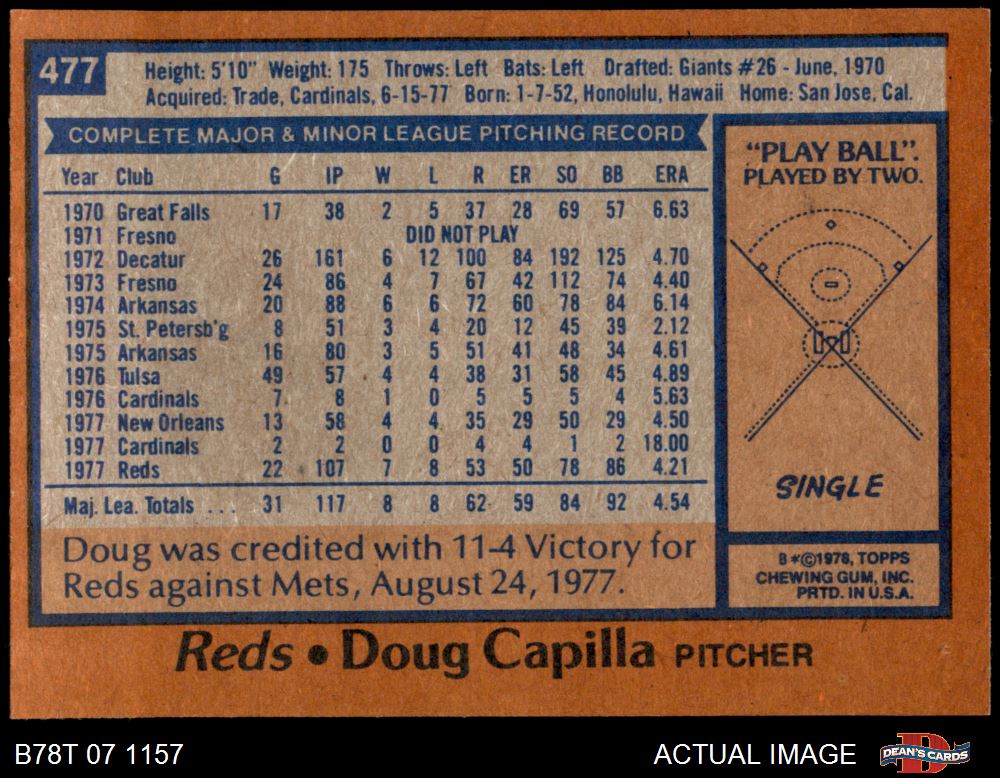 477
Height: 5'10" Weight: 175 Throws: Left Bats: Left Drafted: Giants #26 - June, 1970
Acquired: Trade, Cardinals, 6-15-77 Born: 1-7-52, Honolulu, Hawaii Home: San Jose, Cal.
COMPLETE MAJOR & MINOR LEAGUE PITCHING RECORD
Year Club G IP W L R ER SO BB ERA
1970 Great Falls 17 38 2 5 37 28 69 57 6.63
1971 Fresno DID NOT PLAY
1972 Decatur 26 161 6 12 100 84 192 125 4.70
1973 Fresno 24 86 4 7 67 42 112 74 4.40
1974 Arkansas 20 88 6 6 72 60 78 84 6.14
1975 St. Petersb'g 8 51 3 4 20 12 45 39 2.12
1975 Arkansas 16 80 3 5 51 41 48 34 4.61
1976 Tulsa 49 57 4 4 38 31 58 45 4.89
1976 Cardinals 7 8 1 0 5 5 5 4 5.63
1977 New Orleans 13 58 4 4 35 29 50 29 4.50
1977 Cardinals 2 2 0 0 4 4 1 2 18.00
1977 Reds 22 107 7 8 53 50 78 86 4.21
Maj. Lea. Totals ... 31 117 8 8 62 59 84 92 4.54
Doug was credited with 11-4 Victory for
Reds against Mets, August 24, 1977.
"PLAY BALL".
PLAYED BY TWO.
SINGLE
B*©1978, TOPPS
CHEWING GUM, INC.
PRTD. IN U.S.A.
Reds • Doug Capilla PITCHER
B78T 07 1157
ACTUAL IMAGE
DEAN'S CARDS